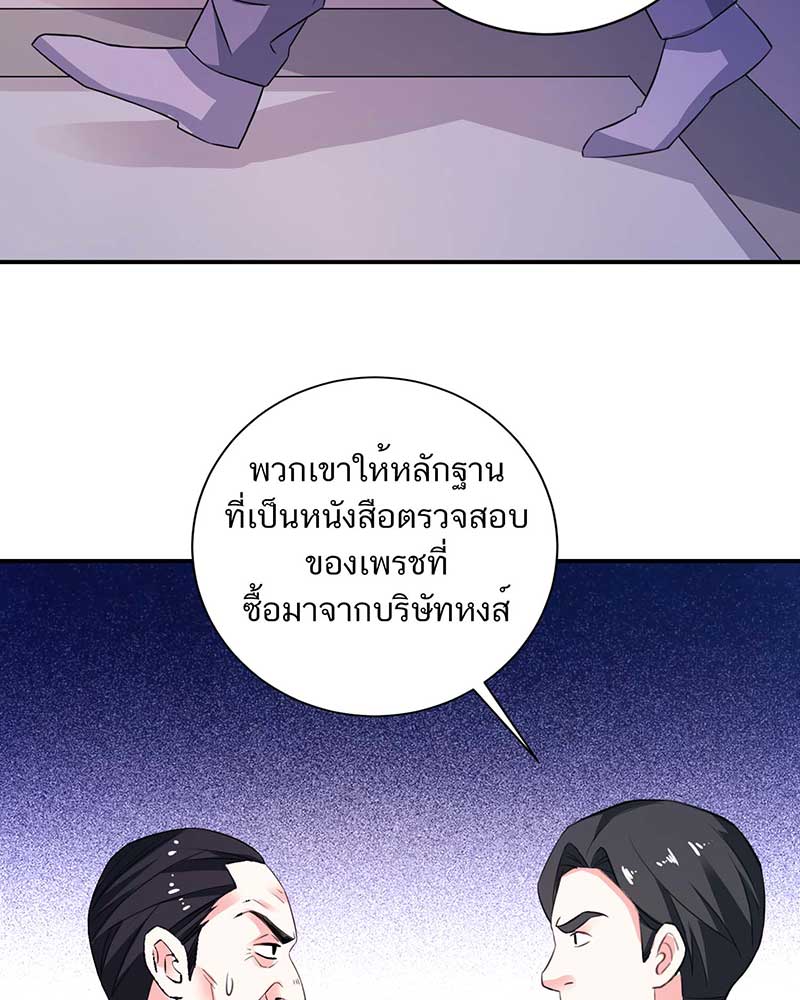 พวกเขาให้หลักฐาน
ที่เป็นหนังสือตรวจสอบ
ของเพรชที่
ซื้อมาจากบริษัทหงส์